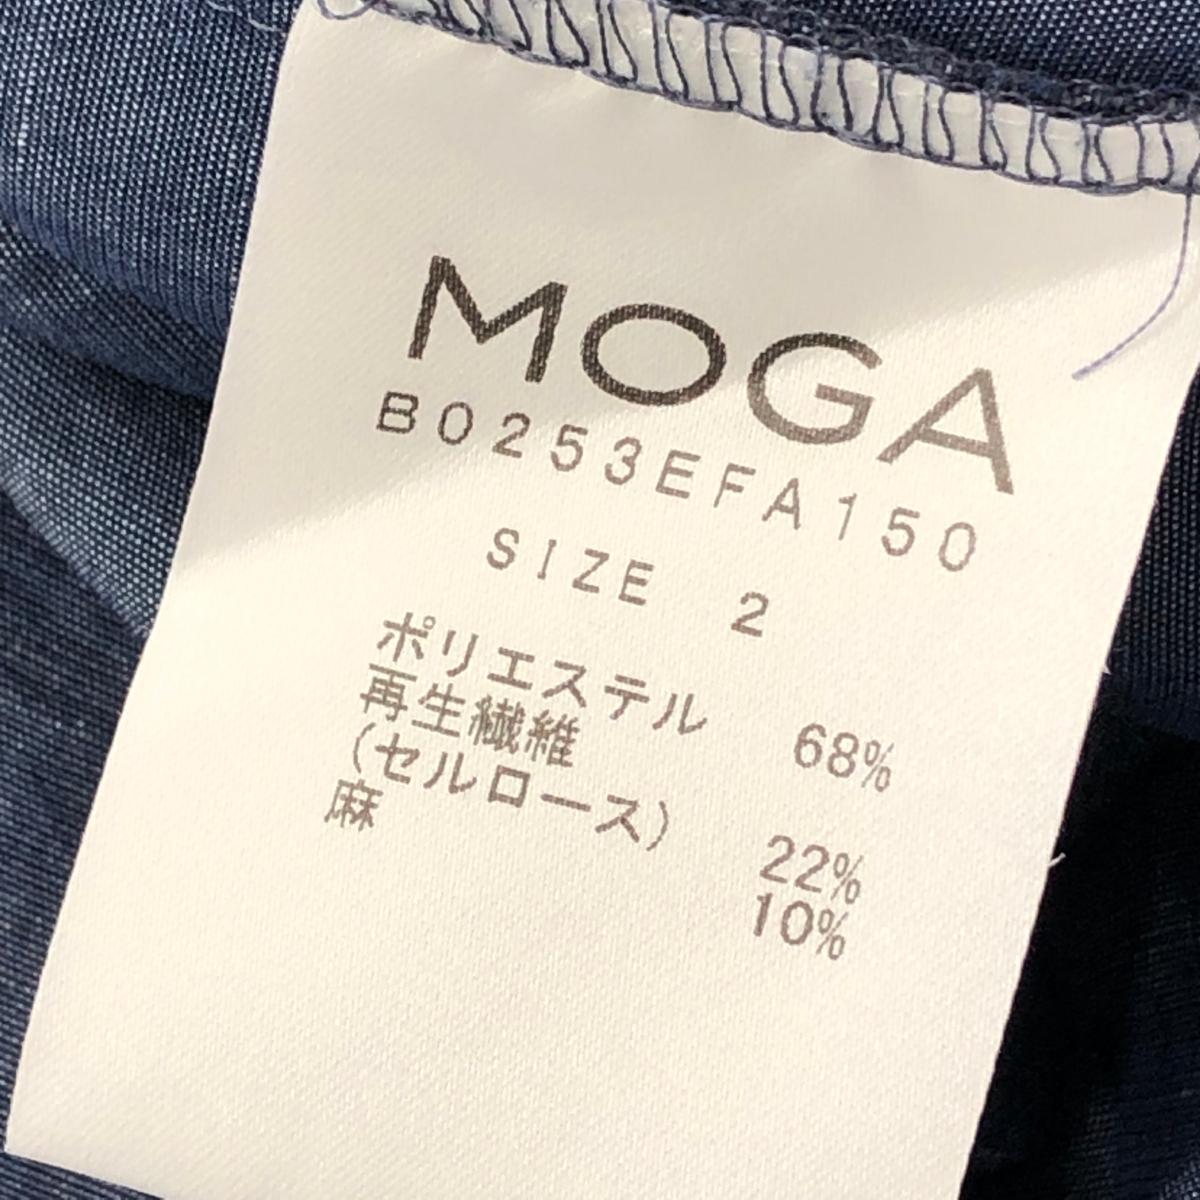 MOGA
B0253EFA150
SIZE 2
ポリエステル 68%
再生繊維
(セルロース) 22%
麻 10%